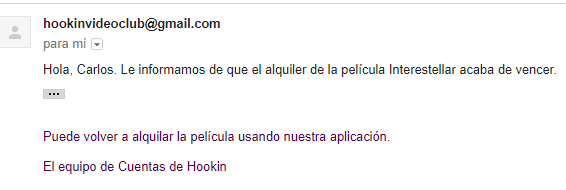 hookinvideoclub@gmail.com
para mí
Hola, Carlos. Le informamos de que el alquiler de la película Interestellar acaba de vencer.
Puede volver a alquilar la película usando nuestra aplicación.
El equipo de Cuentas de Hookin